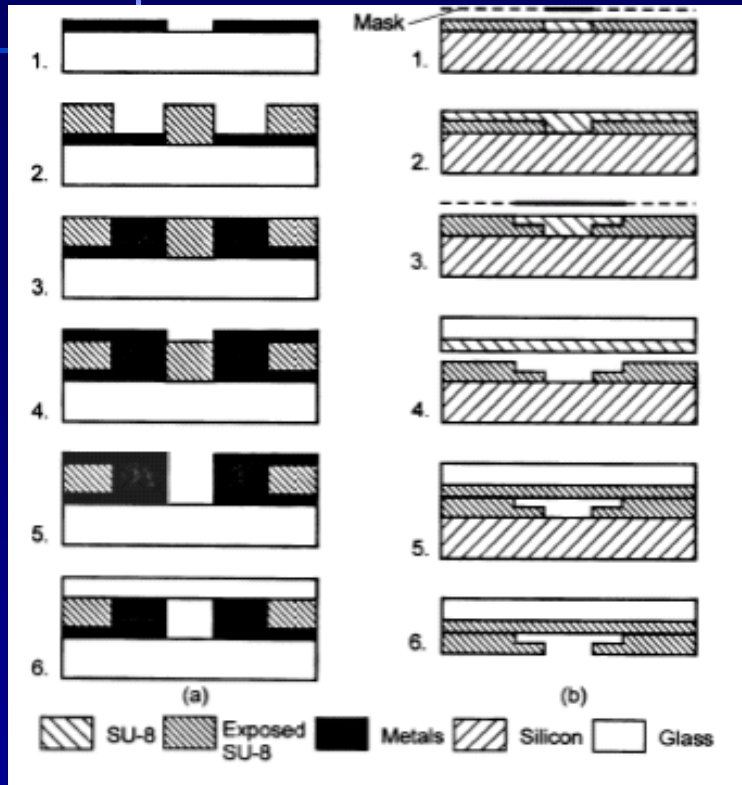 Mask
1.
2.
3.
4.
5.
6.
(a)
1.
2.
3.
4.
5.
6.
(b)
SU-8
Exposed
SU-8
Metals
Silicon
Glass